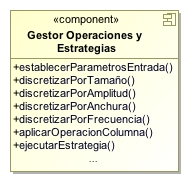 «component»
Gestor Operaciones y
Estrategias
+establecerParametrosEntrada()
+discretizarPorTamaño()
+discretizarPorAmplitud()
+discretizarPorAnchura()
+discretizarPorFrecuencia()
+aplicarOperacionColumna()
+ejecutarEstrategia()
...